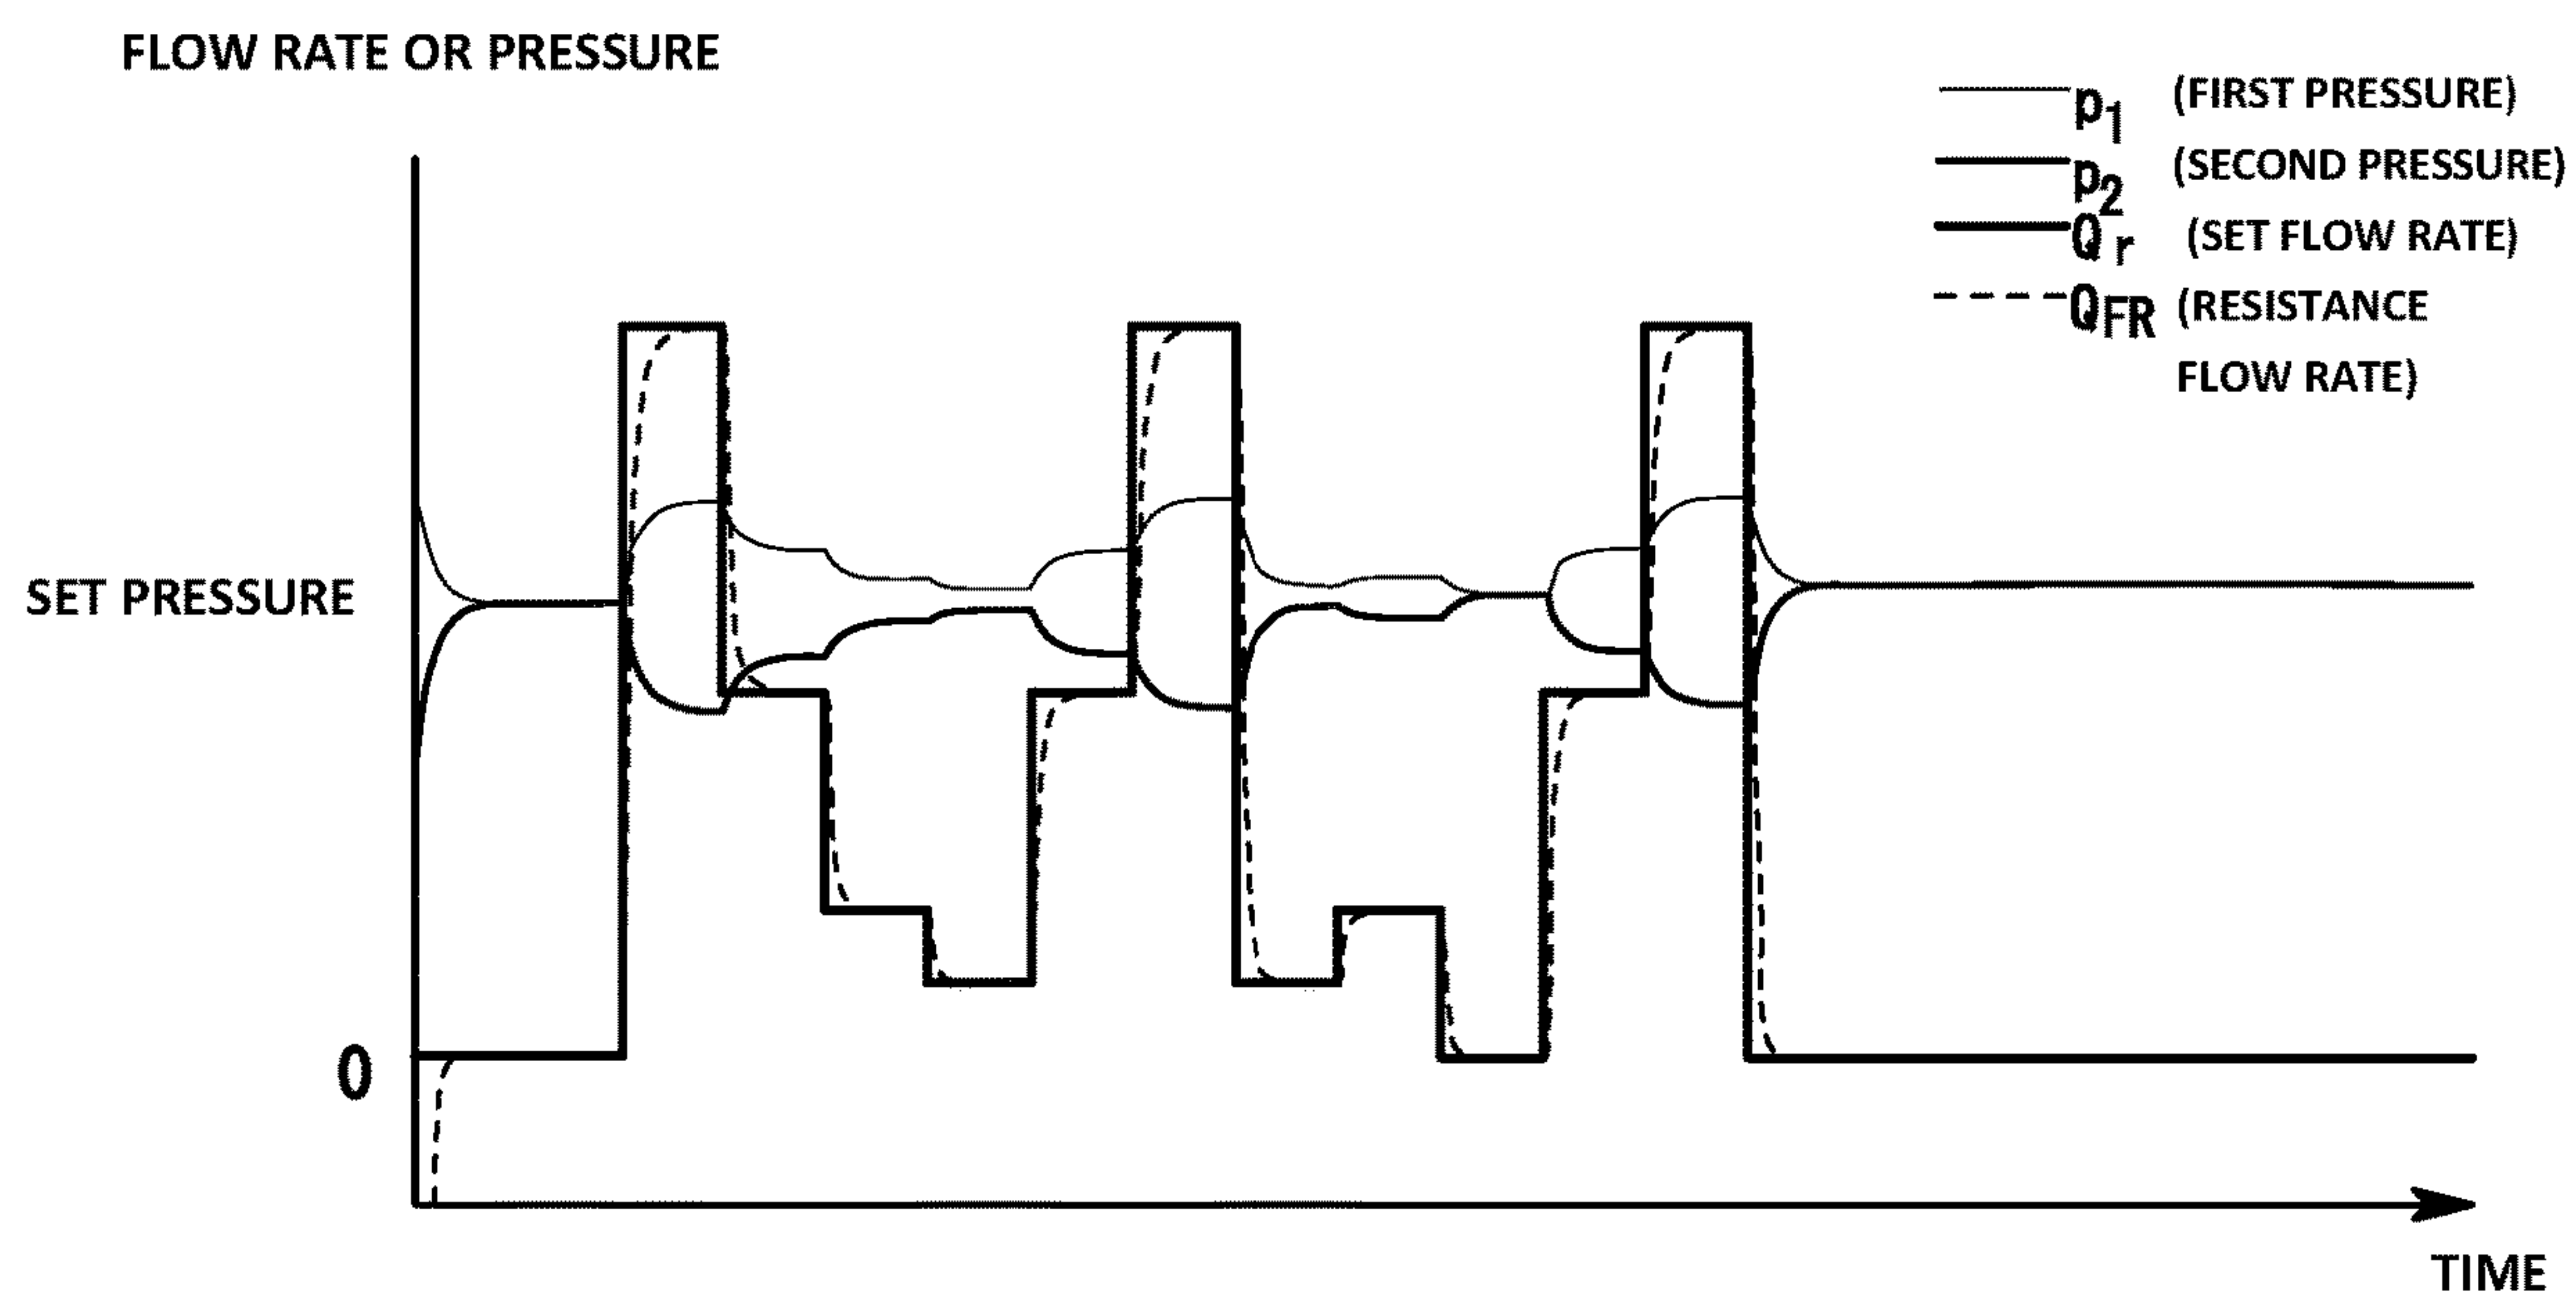 FLOW RATE OR PRESSURE
p1 (FIRST PRESSURE)
p2 (SECOND PRESSURE)
Qr (SET FLOW RATE)
QFR (RESISTANCE
FLOW RATE)
SET PRESSURE
0
TIME